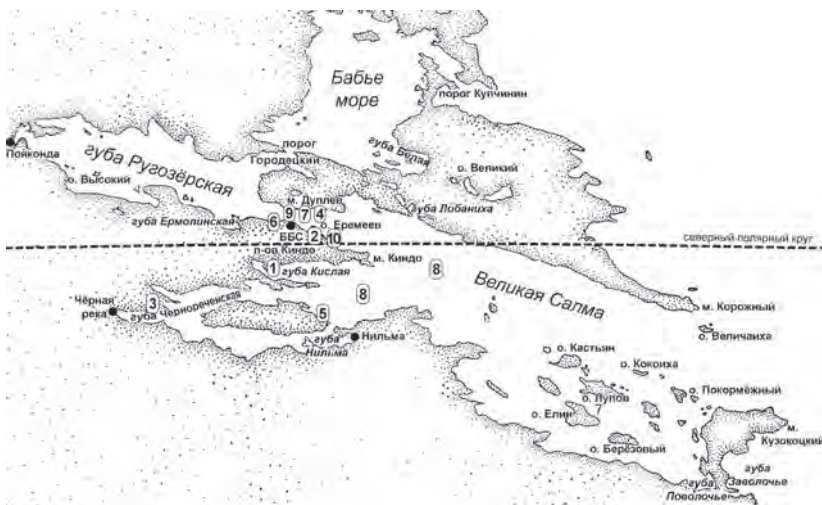 Бабье
море
порог Купчинин
Пояконда
губа Ругозёрская
о. Высокий
порог
Городецкий
губа Белая
о. Великий
м. Дуплев
губа Лобаниха
губа Ермолинская
6
9
7
4
о. Еремеев
ББС
2
10
северный полярный круг
п-ов Киндо
м. Киндо
1
губа Кислая
8
8
Великая Салма
Чёрная
река
3
губа Чернореченская
5
губа
Нильма
Нильма
м. Корожный
о. Величаиха
о. Кастьян
о. Кокоиха
о. Покормёжный
о. Лупов
о. Елин
о. Берёзовый
м.
Кузокоцкий
губа
Заволочье
губа
Поволочье